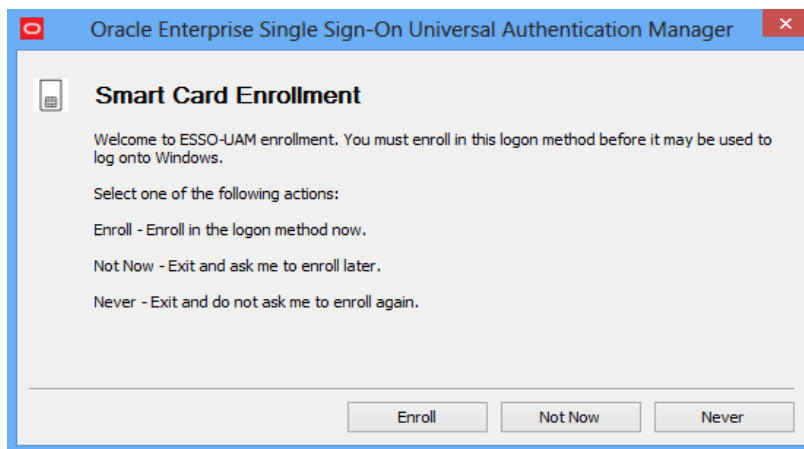 Oracle Enterprise Single Sign-On Universal Authentication Manager
Smart Card Enrollment
Welcome to ESSO-UAM enrollment. You must enroll in this logon method before it may be used to
log onto Windows.
Select one of the following actions:
Enroll - Enroll in the logon method now.
Not Now - Exit and ask me to enroll later.
Never - Exit and do not ask me to enroll again.
Enroll
Not Now
Never